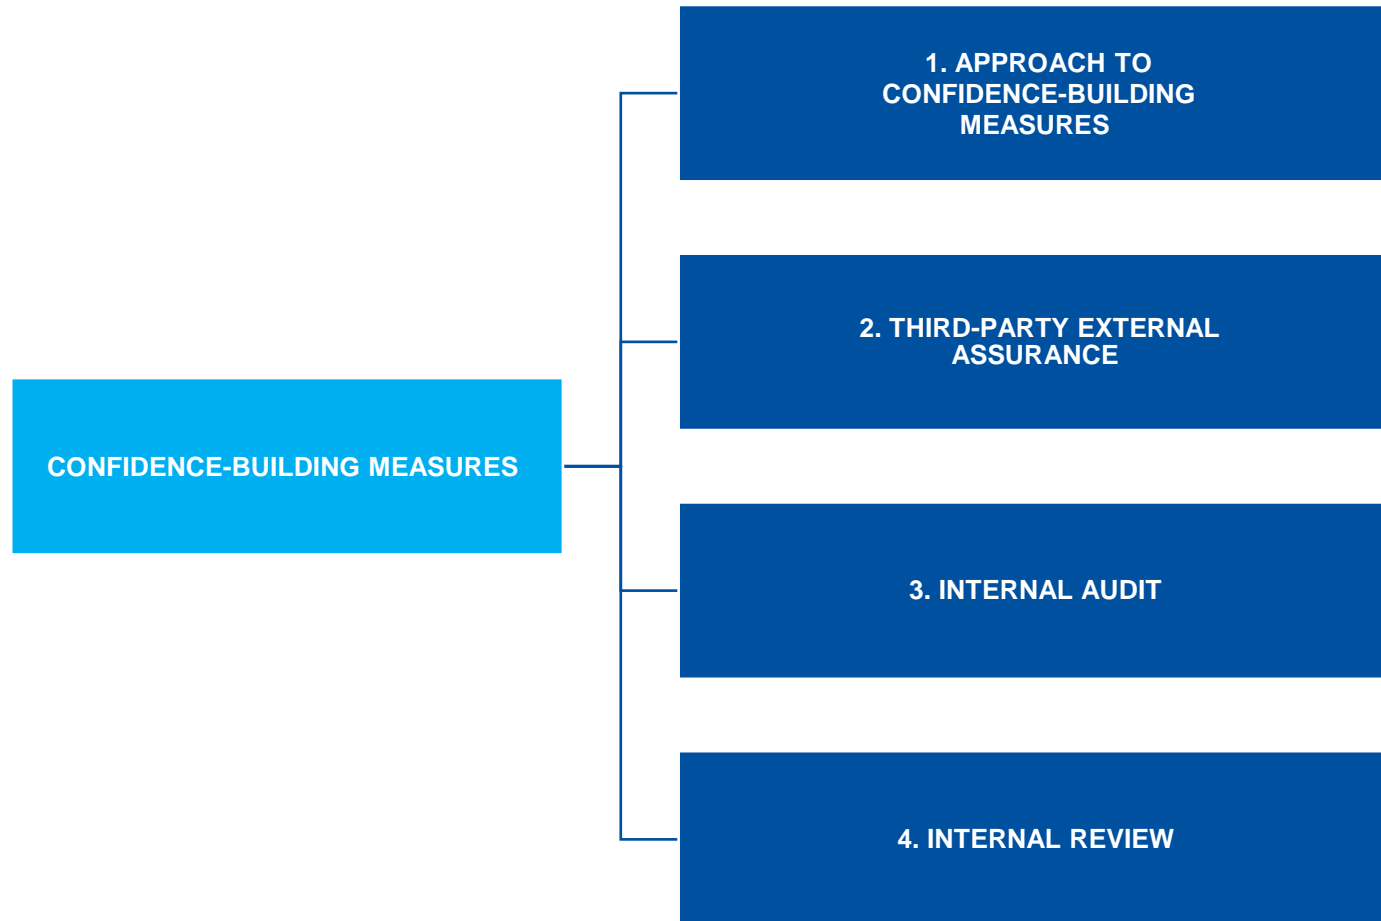 1. APPROACH TO
CONFIDENCE-BUILDING
MEASURES
2. THIRD-PARTY EXTERNAL
ASSURANCE
CONFIDENCE-BUILDING MEASURES
3. INTERNAL AUDIT
4. INTERNAL REVIEW